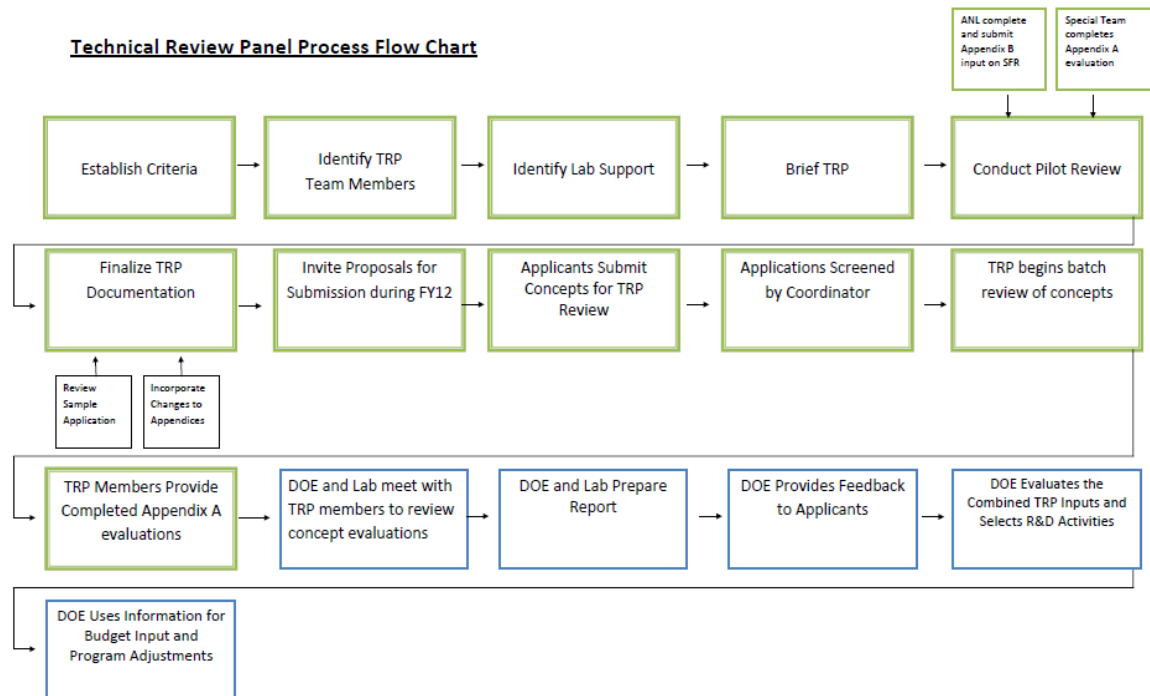 Technical Review Panel Process Flow Chart
ANL complete
and submit
Appendix B
input on SFR
Special Team
completes
Appendix A
evaluation
Establish Criteria
Identify TRP
Team Members
Identify Lab Support
Brief TRP
Conduct Pilot Review
Finalize TRP
Documentation
Invite Proposals for
Submission during FY12
Applicants Submit
Concepts for TRP
Review
Applications Screened
by Coordinator
TRP begins batch
review of concepts
Review
Sample
Application
Incorporate
Changes to
Appendices
TRP Members Provide
Completed Appendix A
evaluations
DOE and Lab meet with
TRP members to review
concept evaluations
DOE and Lab Prepare
Report
DOE Provides Feedback
to Applicants
DOE Evaluates the
Combined TRP Inputs and
Selects R&D Activities
DOE Uses Information for
Budget Input and
Program Adjustments